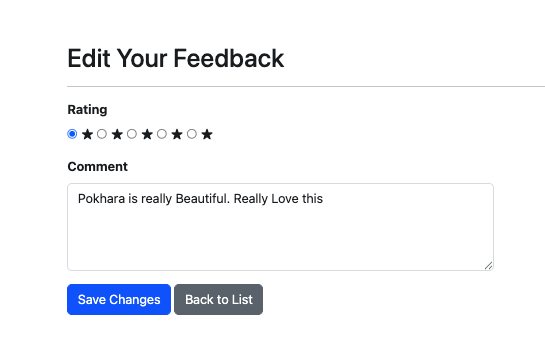 Edit Your Feedback
Rating
★ ★ ★ ★ ★
Comment
Pokhara is really Beautiful. Really Love this
Save Changes Back to List